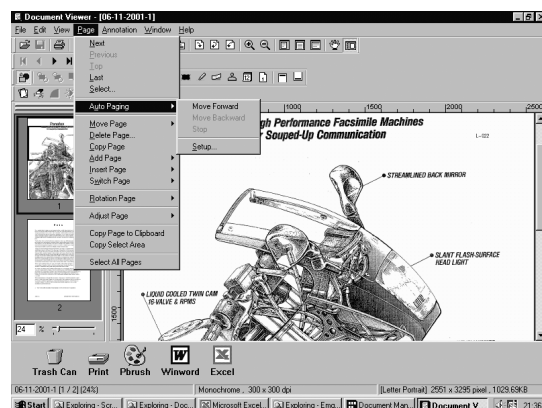 Document Viewer - [06-11-2001-1]
File Edit View Page Annotation Window Help
Next
Previous
Top
Last
Select...
Auto Paging
Move Forward
Move Backward
Stop
Setup...
Move Page
Delete Page...
Copy Page
Add Page
Insert Page
Switch Page
Rotation Page
Adjust Page
Copy Page to Clipboard
Copy Select Area
Select All Pages
1000 1500 2000 2500
gh Performance Facsimile Machines
r Souped-Up Communication
L-022
STREAMLINED BACK MIRROR
SLANT FLASH-SURFACE
HEAD LIGHT
LIQUID COOLED TWIN CAM
16-VALVE & RPMS
1
2
1500
24 %
Trash Can Print Pbrush Winword Excel
06-11-2001-1 [1 / 2] (24%) Monochrome , 300 x 300 dpi [Letter Portrait] 2551 x 3295 pixel , 1029.69KB
Start Exploring - Scr... Exploring - Doc... Microsoft Excel... Exploring - Emq... Document Man... Document V... 21:36